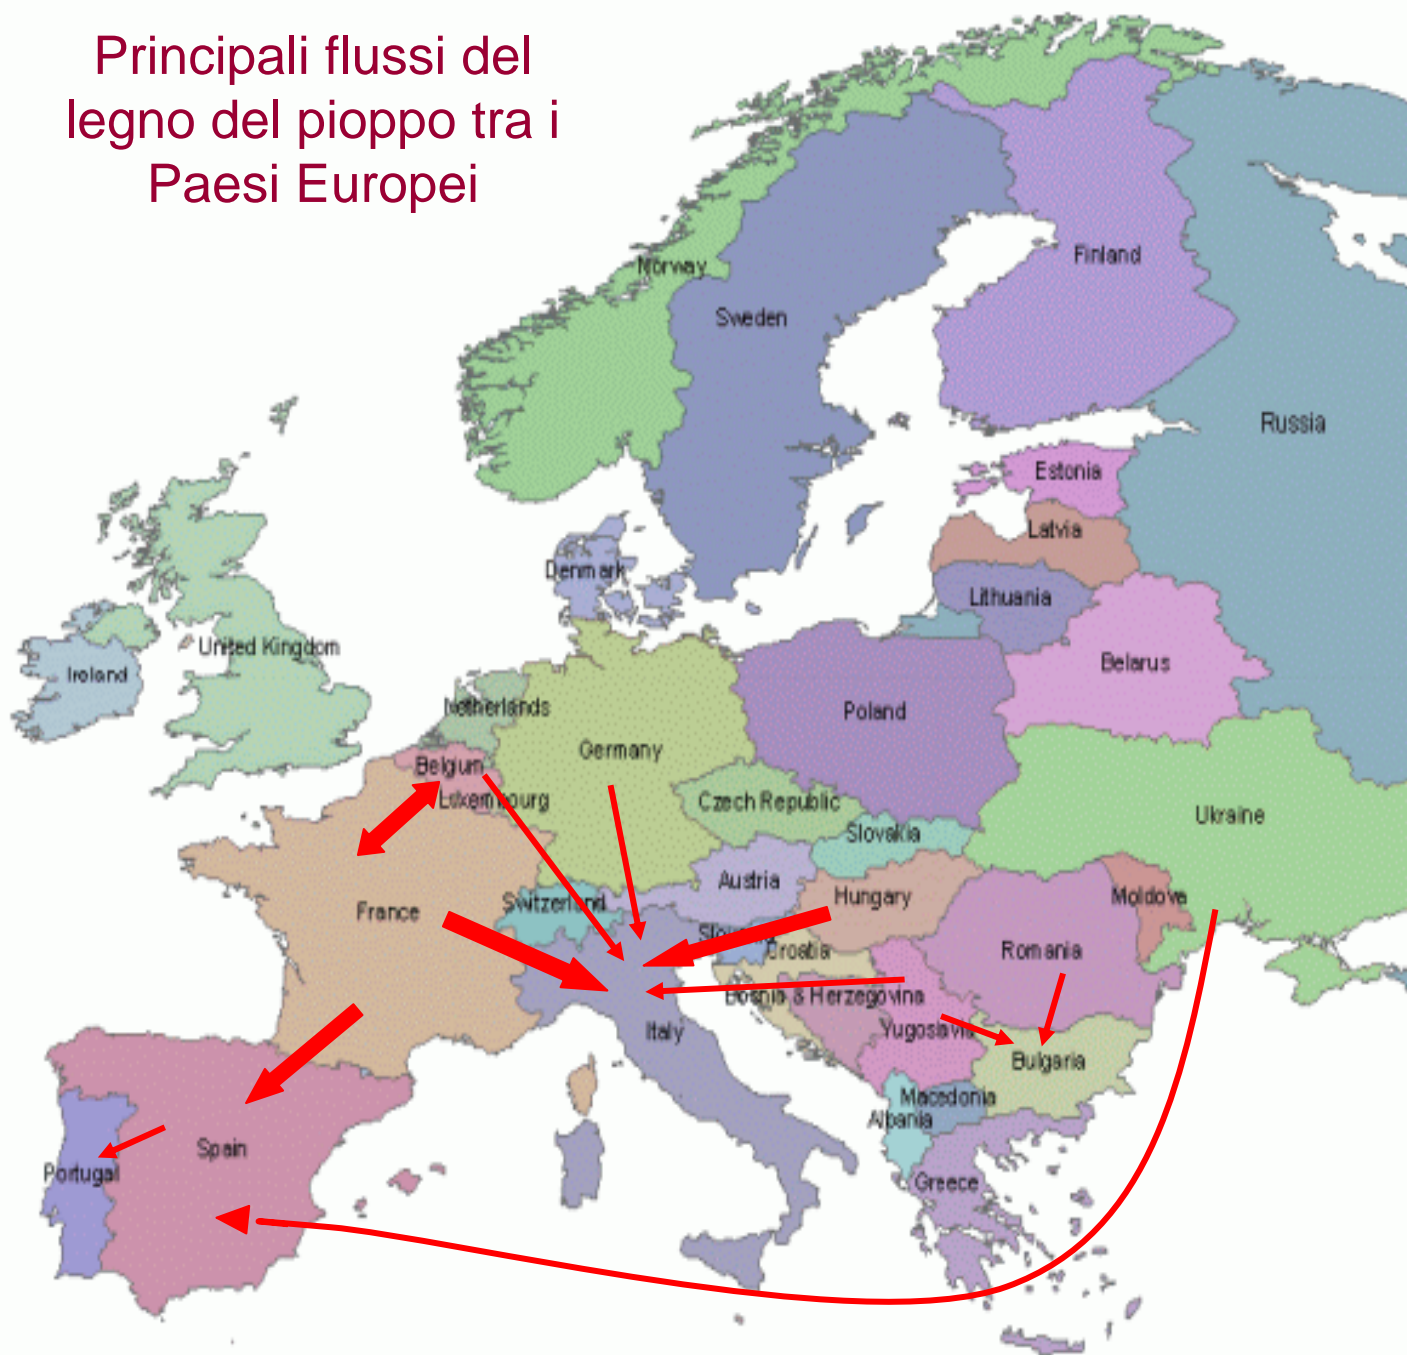 Principali flussi del
legno del pioppo tra i
Paesi Europei
Norway
Finland
Sweden
Russia
Estonia
Latvia
Denmark
Lithuania
United Kingdom
Ireland
Belarus
Netherlands
Poland
Germany
Belgium
Luxembourg
Czech Republic
Ukraine
Slovakia
Austria
Hungary
Moldova
Switzerland
France
Slovenia
Croatia
Romania
Bosnia & Herzegovina
Italy
Yugoslavia
Bulgaria
Macedonia
Albania
Spain
Portugal
Greece